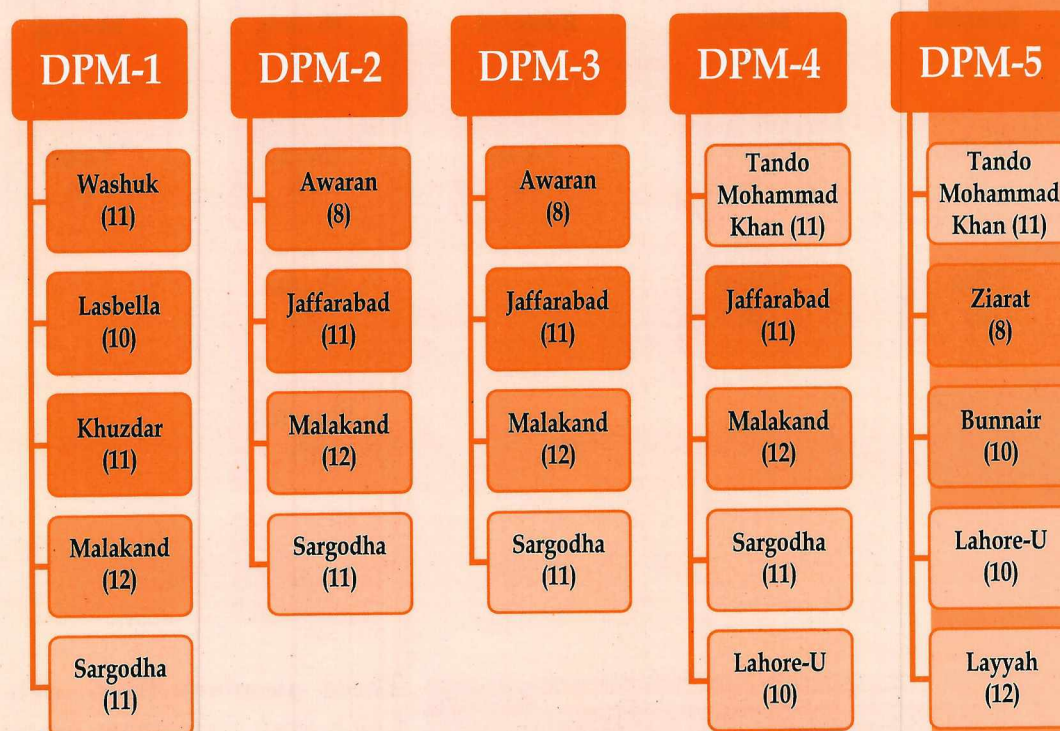 DPM-1
Washuk
(11)
Lasbella
(10)
Khuzdar
(11)
Malakand
(12)
Sargodha
(11)
DPM-2
Awaran
(8)
Jaffarabad
(11)
Malakand
(12)
Sargodha
(11)
DPM-3
Awaran
(8)
Jaffarabad
(11)
Malakand
(12)
Sargodha
(11)
DPM-4
Tando
Mohammad
Khan (11)
Jaffarabad
(11)
Malakand
(12)
Sargodha
(11)
Lahore-U
(10)
DPM-5
Tando
Mohammad
Khan (11)
Ziarat
(8)
Bunnair
(10)
Lahore-U
(10)
Layyah
(12)